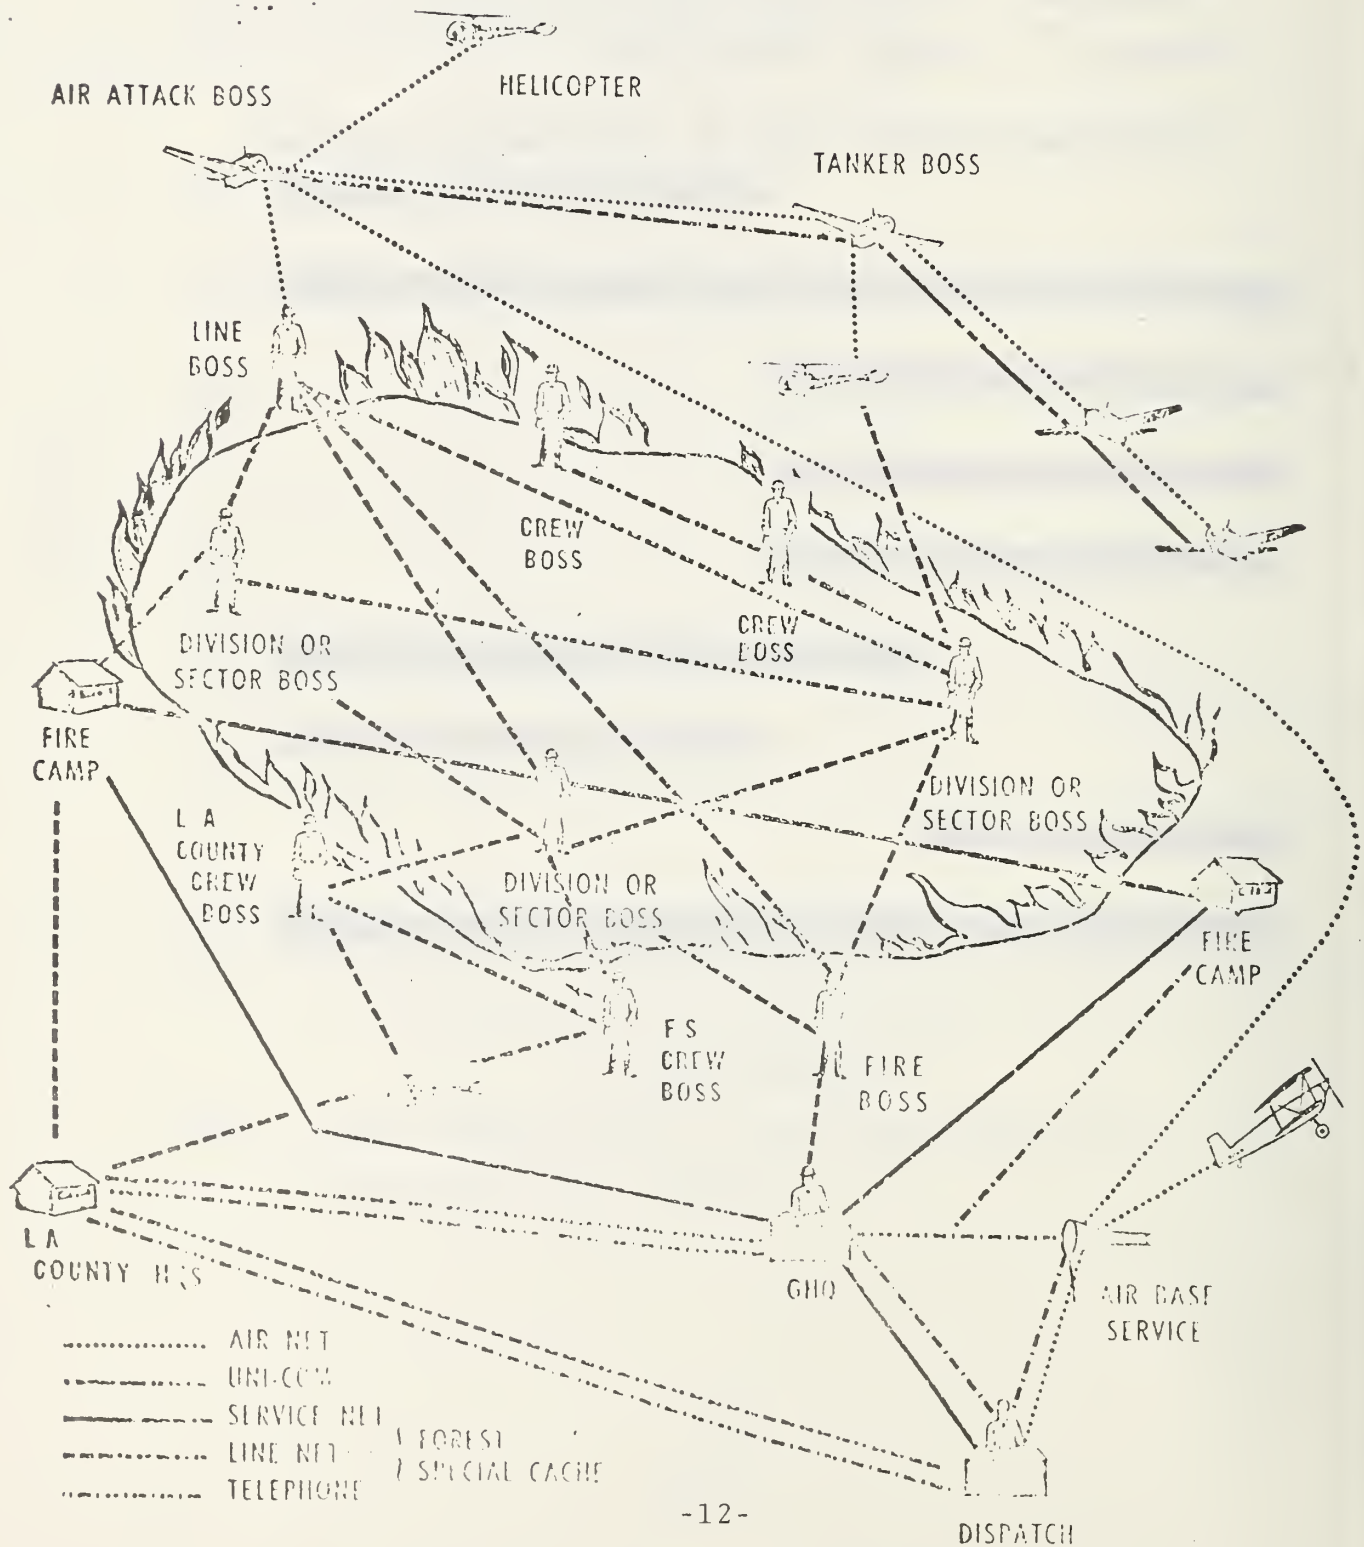 HELICOPTER
AIR ATTACK BOSS
TANKER BOSS
LINE
BOSS
CREW
BOSS
CREW
BOSS
DIVISION OR
SECTOR BOSS
FIRE
CAMP
DIVISION OR
SECTOR BOSS
L A
COUNTY
CREW
BOSS
DIVISION OR
SECTOR BOSS
FIRE
CAMP
F S
CREW
BOSS
FIRE
BOSS
L A
COUNTY
GHQ
AIR BASE
SERVICE
AIR NET
UNI-COM
SERVICE NET
LINE NET
FOREST
SPECIAL CACHE
TELEPHONE
-12-
DISPATCH